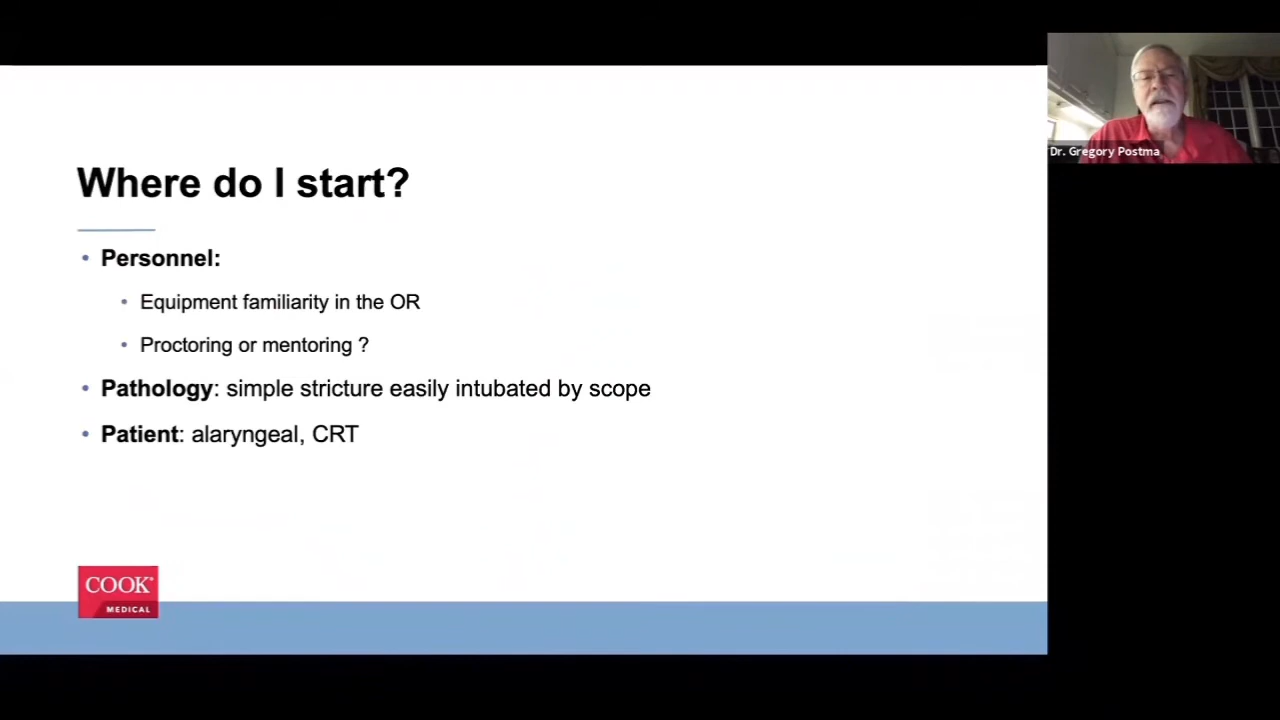 Where do I start?
• Personnel:
• Equipment familiarity in the OR
• Proctoring or mentoring ?
• Pathology: simple stricture easily intubated by scope
• Patient: alaryngeal, CRT
COOK®
MEDICAL
Dr. Gregory Postma